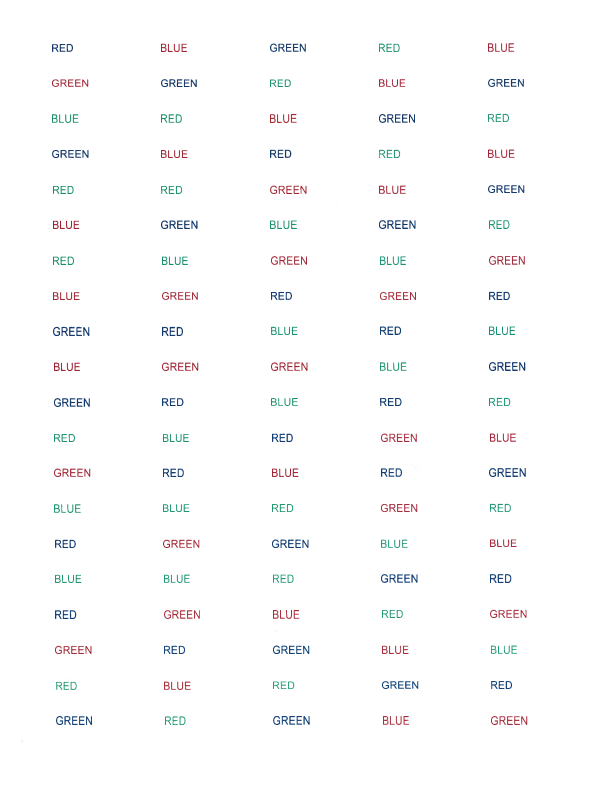 RED BLUE GREEN RED BLUE
GREEN GREEN RED BLUE GREEN
BLUE RED BLUE GREEN RED
GREEN BLUE RED RED BLUE
RED RED GREEN BLUE GREEN
BLUE GREEN BLUE GREEN RED
RED BLUE GREEN BLUE GREEN
BLUE GREEN RED GREEN RED
GREEN RED BLUE RED BLUE
BLUE GREEN GREEN BLUE GREEN
GREEN RED BLUE RED RED
RED BLUE RED GREEN BLUE
GREEN RED BLUE RED GREEN
BLUE BLUE RED GREEN RED
RED GREEN GREEN BLUE BLUE
BLUE BLUE RED GREEN RED
RED GREEN BLUE RED GREEN
GREEN RED GREEN BLUE BLUE
RED BLUE RED GREEN RED
GREEN RED GREEN BLUE GREEN